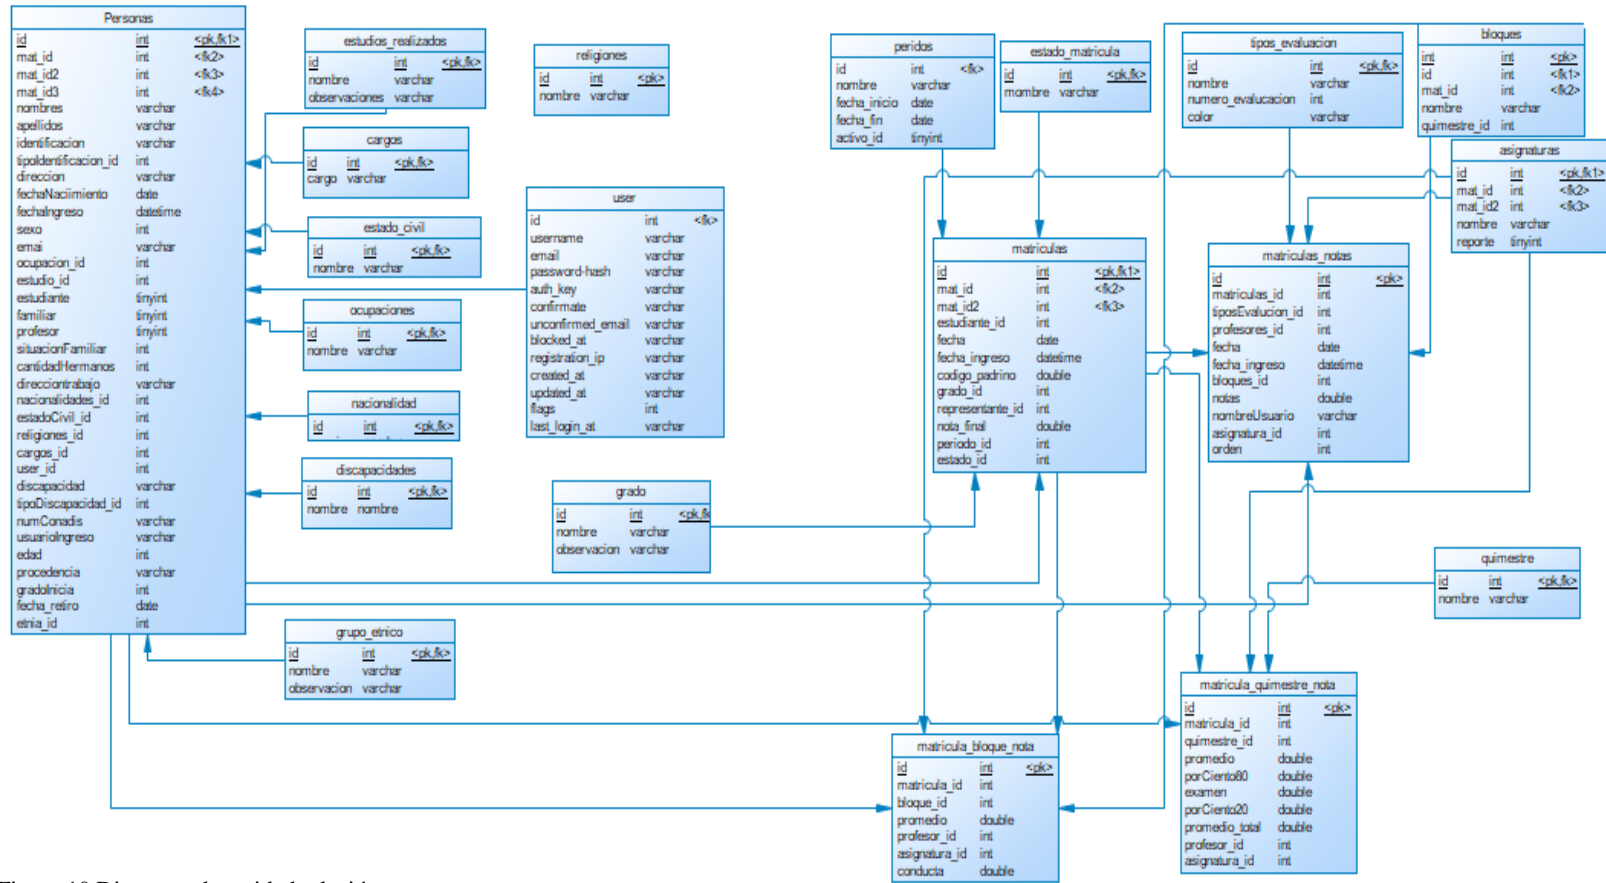 Personas
id int <pk,fk1>
mat_id int <fk2>
mat_id2 int <fk3>
mat_id3 int <fk4>
nombres varchar
apellidos varchar
identificacion varchar
tipoIdentificacion_id int
direccion varchar
fechaNaciimiento date
fechaIngreso datetime
sexo int
emai varchar
ocupacion_id int
estudio_id int
estudiante tinyint
familiar tinyint
profesor tinyint
situacionFamiliar int
cantidadHermanos int
direcciontrabajo varchar
nacionalidades_id int
estadoCivil_id int
religiones_id int
cargos_id int
user_id int
discapacidad varchar
tipoDiscapacidad_id int
numConadis varchar
usuarioIngreso varchar
edad int
procedencia varchar
gradoInicia int
fecha_retiro date
etnia_id int
estudios_realizados
id int <pk,fk>
nombre varchar
observaciones varchar
cargos
id int <pk,fk>
cargo varchar
estado_civil
id int <pk,fk>
nombre varchar
ocupaciones
id int <pk,fk>
nombre varchar
nacionalidad
id int <pk,fk>
discapacidades
id int <pk,fk>
nombre nombre
grupo_etnico
id int <pk,fk>
nombre varchar
observacion varchar
religiones
id int <pk>
nombre varchar
user
id int <fk>
username varchar
email varchar
password-hash varchar
auth_key varchar
confirmate varchar
unconfirmed_email varchar
blocked_at varchar
registration_ip varchar
created_at varchar
updated_at varchar
flags int
last_login_at varchar
grado
id int <pk,fk
nombre varchar
observacion varchar
peridos
id int <fk>
nombre varchar
fecha_inicio date
fecha_fin date
activo_id tinyint
estado_matricula
id int <pk,fk>
mombre varchar
tipos_evaluacion
id int <pk,fk>
nombre varchar
numero_evalucacion int
color varchar
bloques
int int <pk>
id int <fk1>
mat_id int <fk2>
nombre varchar
quimestre_id int
asignaturas
id int <pk,fk1>
mat_id int <fk2>
mat_id2 int <fk3>
nombre varchar
reporte tinyint
matriculas
id int <pk,fk1>
mat_id int <fk2>
mat_id2 int <fk3>
estudiante_id int
fecha date
fecha_ingreso datetime
codigo_padrino double
grado_id int
representante_id int
nota_final double
periodo_id int
estado_id int
matriculas_notas
id int <pk>
matriculas_id int
tiposEvalucion_id int
profesores_id int
fecha date
fecha_ingreso datetime
bloques_id int
notas double
nombreUsuario varchar
asignatura_id int
orden int
quimestre
id int <pk,fk>
nombre varchar
matricula_quimestre_nota
id int <pk>
matricula_id int
quimestre_id int
promedio double
porCiento80 double
examen double
porCiento20 double
promedio_total double
profesor_id int
asignatura_id int
matricula_bloque_nota
id int <pk>
matricula_id int
bloque_id int
promedio double
profesor_id int
asignatura_id int
conducta double